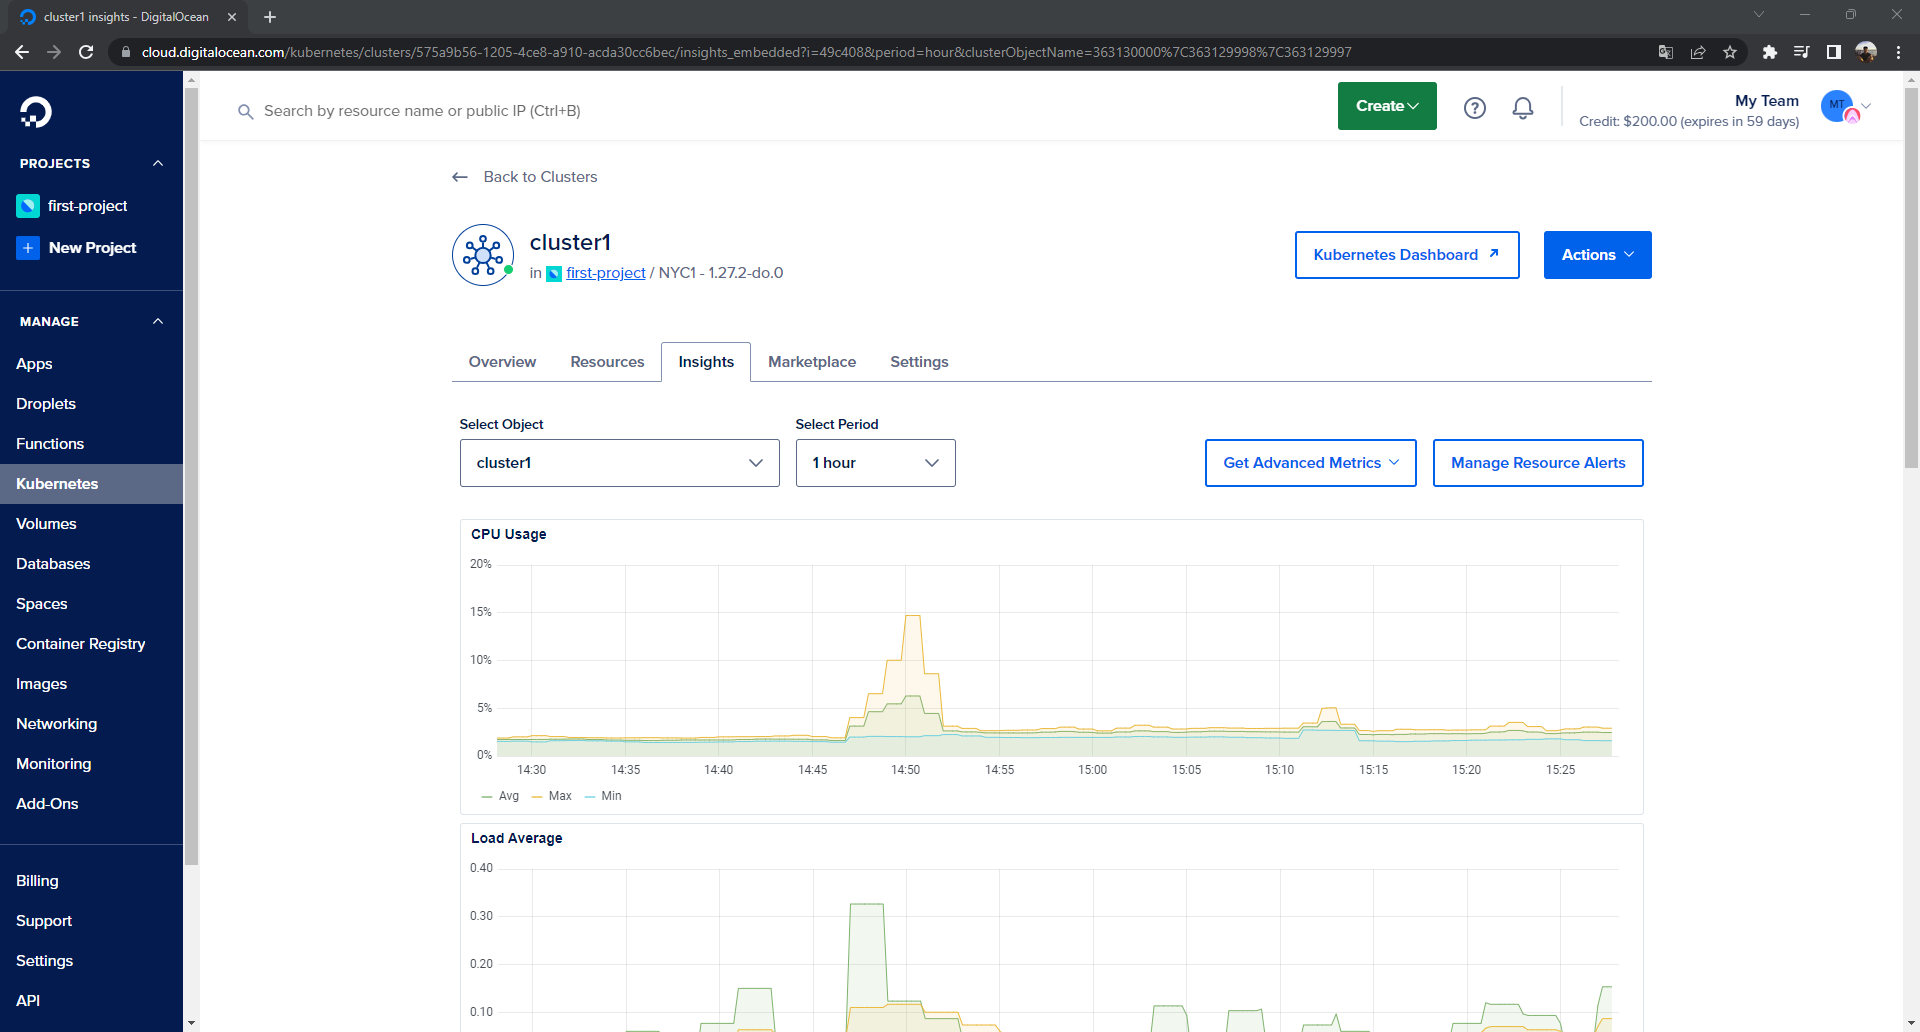 cluster1 insights - DigitalOcean
cloud.digitalocean.com/kubernetes/clusters/575a9b56-1205-4ce8-a910-acda30cc6bec/insights_embedded?i=49c408&period=hour&clusterObjectName=363130000%7C363129998%7C363129997
Search by resource name or public IP (Ctrl+B)
Create
My Team
Credit: $200.00 (expires in 59 days)
MT
PROJECTS
first-project
New Project
MANAGE
Apps
Droplets
Functions
Kubernetes
Volumes
Databases
Spaces
Container Registry
Images
Networking
Monitoring
Add-Ons
Billing
Support
Settings
API
Back to Clusters
cluster1
in first-project / NYC1 - 1.27.2-do.0
Kubernetes Dashboard
Actions
Overview Resources Insights Marketplace Settings
Select Object
cluster1
Select Period
1 hour
Get Advanced Metrics
Manage Resource Alerts
CPU Usage
20%
15%
10%
5%
0%
14:30 14:35 14:40 14:45 14:50 14:55 15:00 15:05 15:10 15:15 15:20 15:25
Avg Max Min
Load Average
0.40
0.30
0.20
0.10